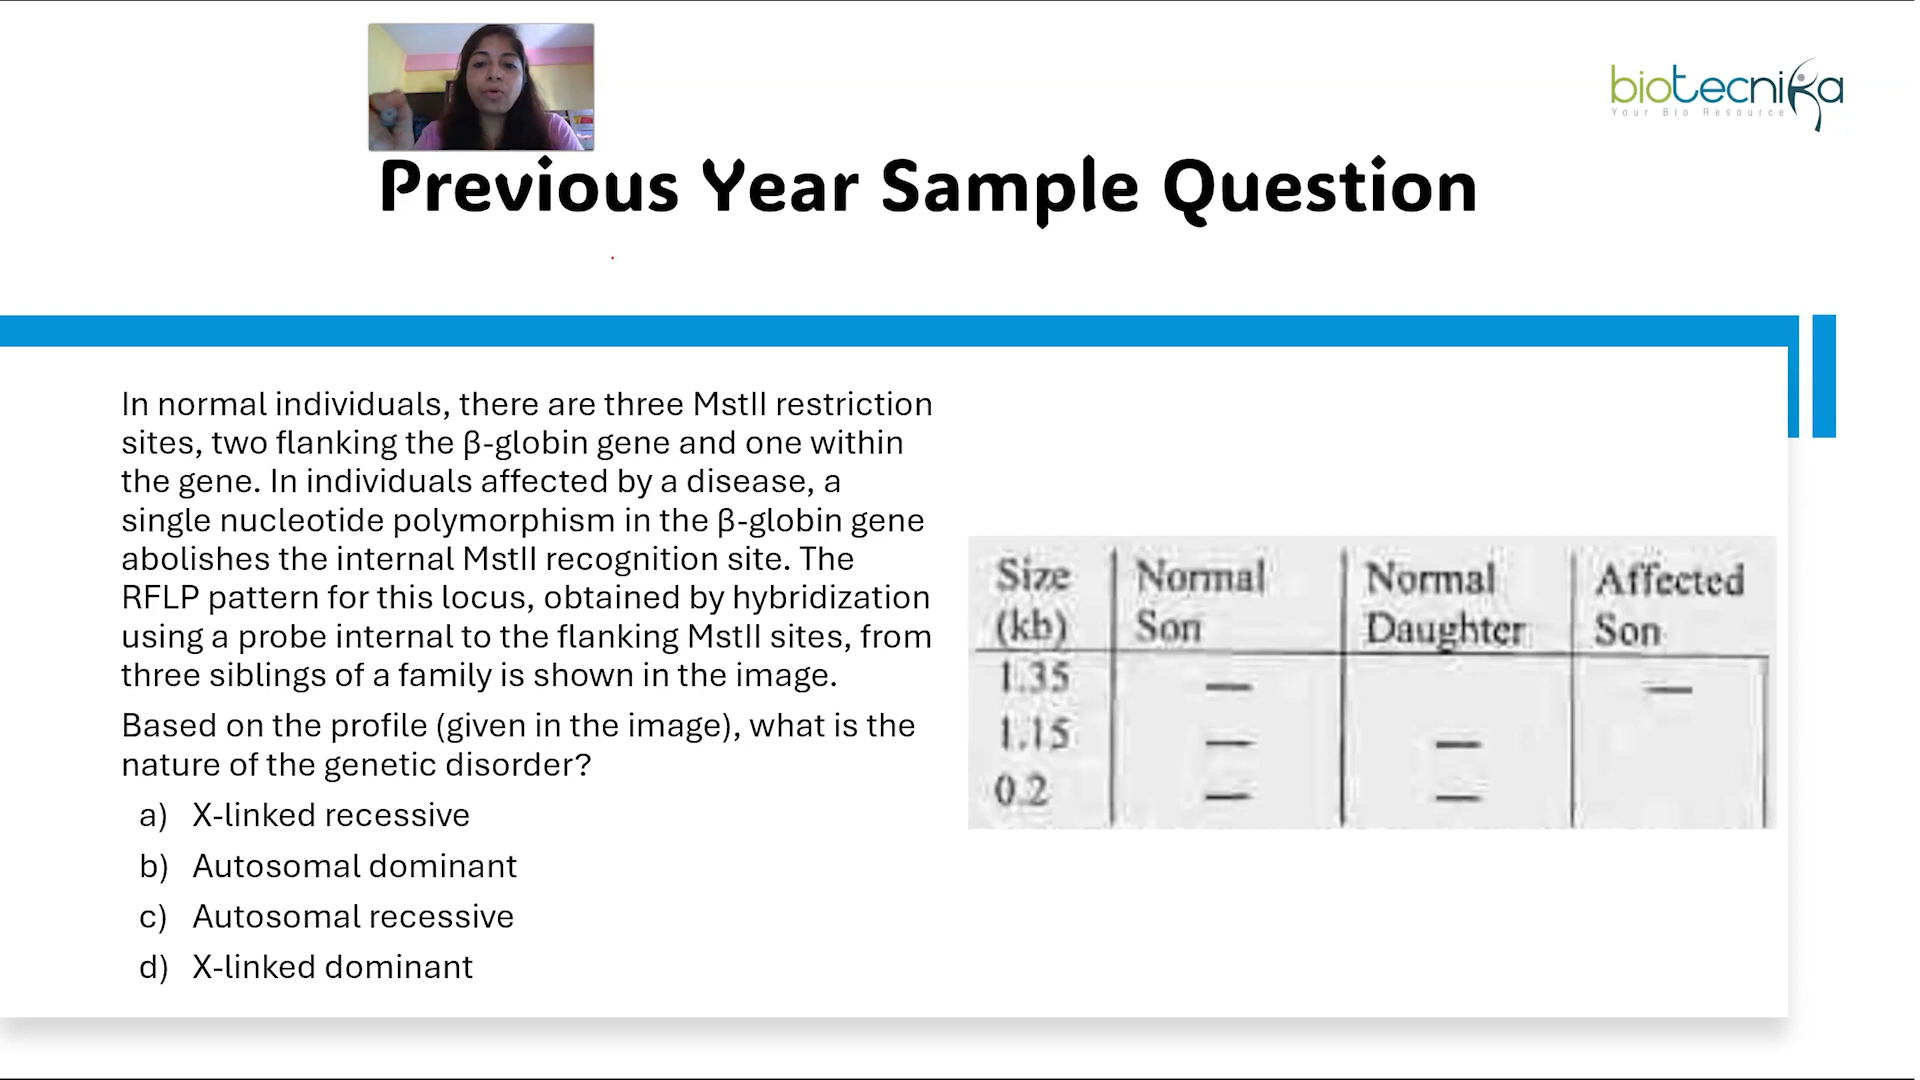 biotecnika
Your Bio Resource
Previous Year Sample Question
In normal individuals, there are three MstII restriction
sites, two flanking the β-globin gene and one within
the gene. In individuals affected by a disease, a
single nucleotide polymorphism in the β-globin gene
abolishes the internal MstII recognition site. The
RFLP pattern for this locus, obtained by hybridization
using a probe internal to the flanking MstII sites, from
three siblings of a family is shown in the image.
Based on the profile (given in the image), what is the
nature of the genetic disorder?
a) X-linked recessive
b) Autosomal dominant
c) Autosomal recessive
d) X-linked dominant
Size Normal Normal Affected
(kb) Son Daughter Son
1.35
1.15
0.2